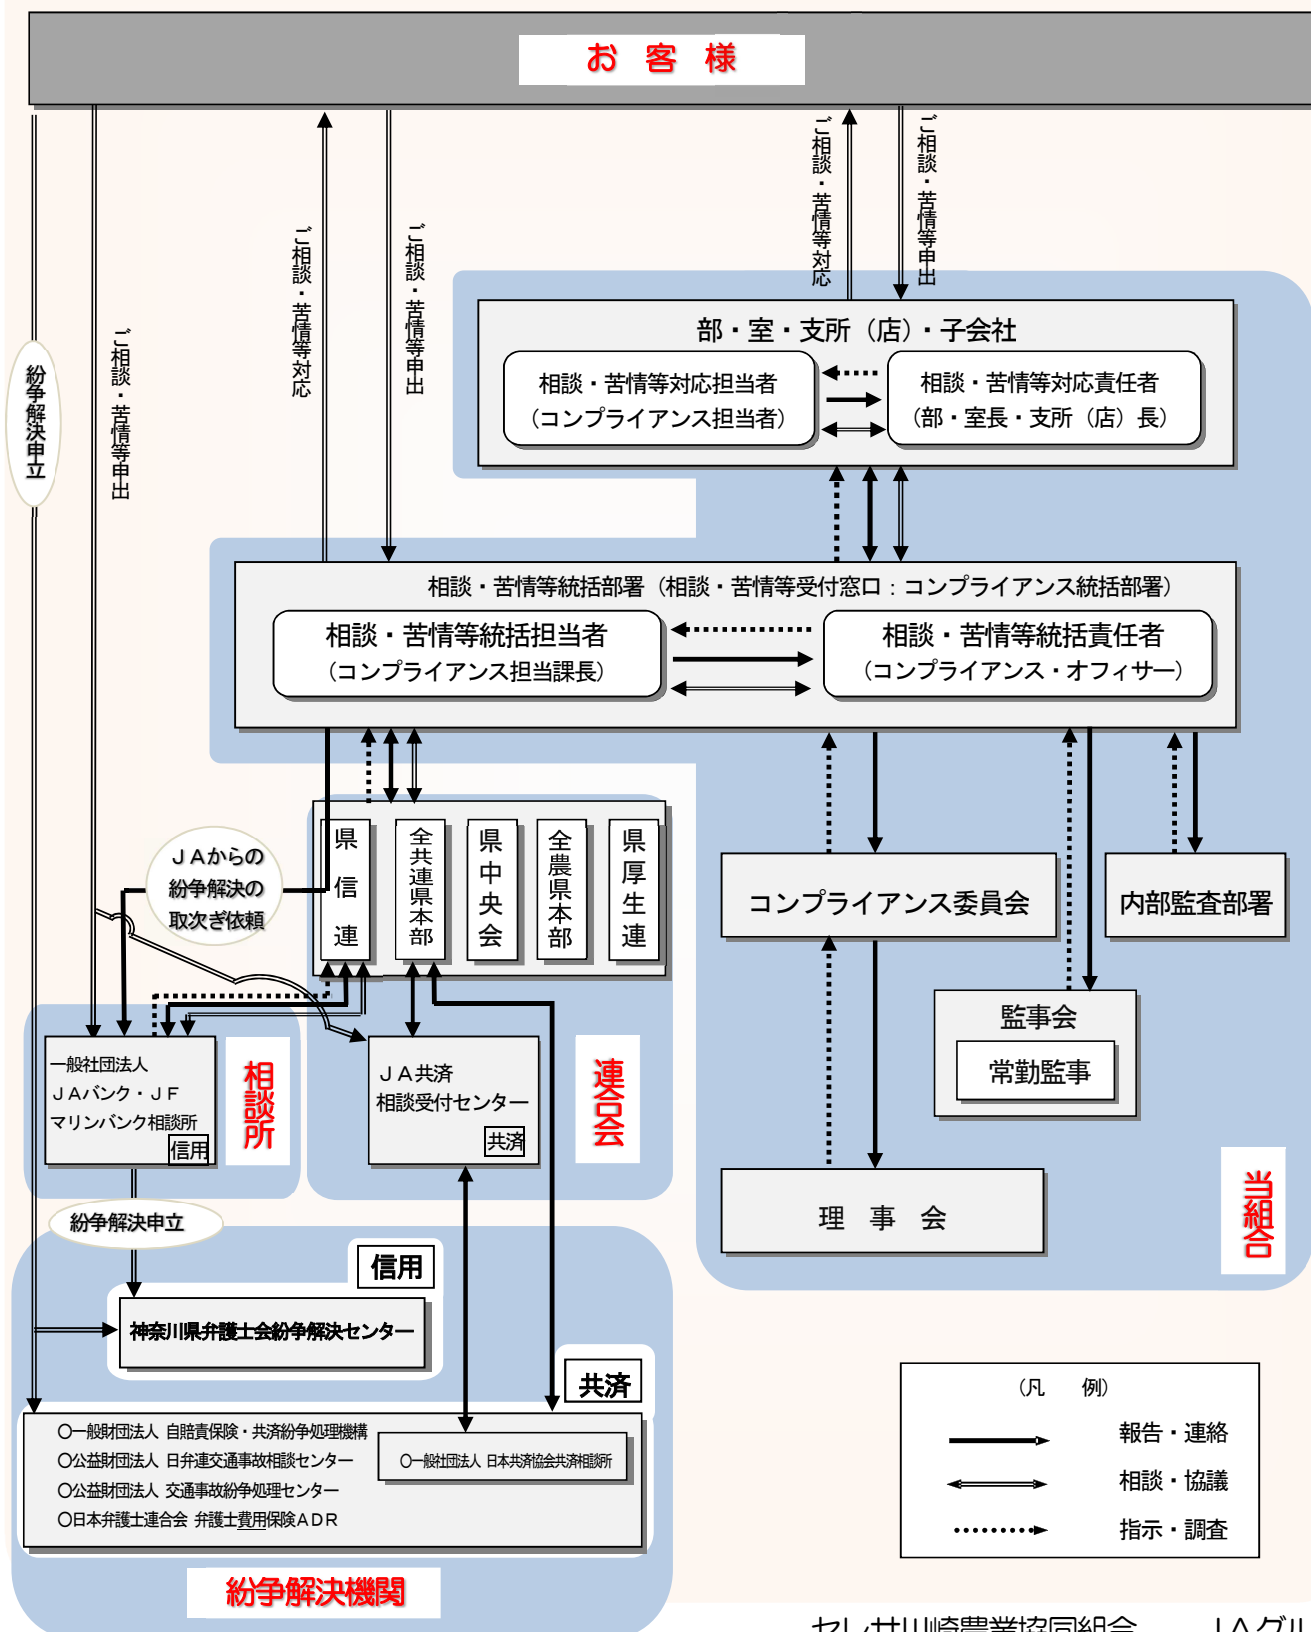 お 客 様
ご相談・苦情等対応
ご相談・苦情等申出
ご相談・苦情等対応
ご相談・苦情等申出
ご相談・苦情等申出
紛争解決申立
部・室・支所（店）・子会社
相談・苦情等対応担当者
（コンプライアンス担当者）
相談・苦情等対応責任者
（部・室長・支所（店）長）
相談・苦情等統括部署（相談・苦情等受付窓口：コンプライアンス統括部署）
相談・苦情等統括担当者
（コンプライアンス担当課長）
相談・苦情等統括責任者
（コンプライアンス・オフィサー）
ＪＡからの
紛争解決の
取次ぎ依頼
県信連
全共連県本部
県中央会
全農県本部
県厚生連
コンプライアンス委員会
内部監査部署
監事会
常勤監事
理 事 会
当組合
一般社団法人
ＪＡバンク・ＪＦ
マリンバンク相談所
信用
相談所
ＪＡ共済
相談受付センター
共済
連合会
紛争解決申立
信用
神奈川県弁護士会紛争解決センター
共済
〇一般財団法人 自賠責保険・共済紛争処理機構
〇公益財団法人 日弁連交通事故相談センター
〇公益財団法人 交通事故紛争処理センター
〇日本弁護士連合会 弁護士費用保険ＡＤＲ
〇一般社団法人 日本共済協会共済相談所
紛争解決機関
（凡 例）
報告・連絡
相談・協議
指示・調査
セレサ川崎農業協同組合 ＪＡグル